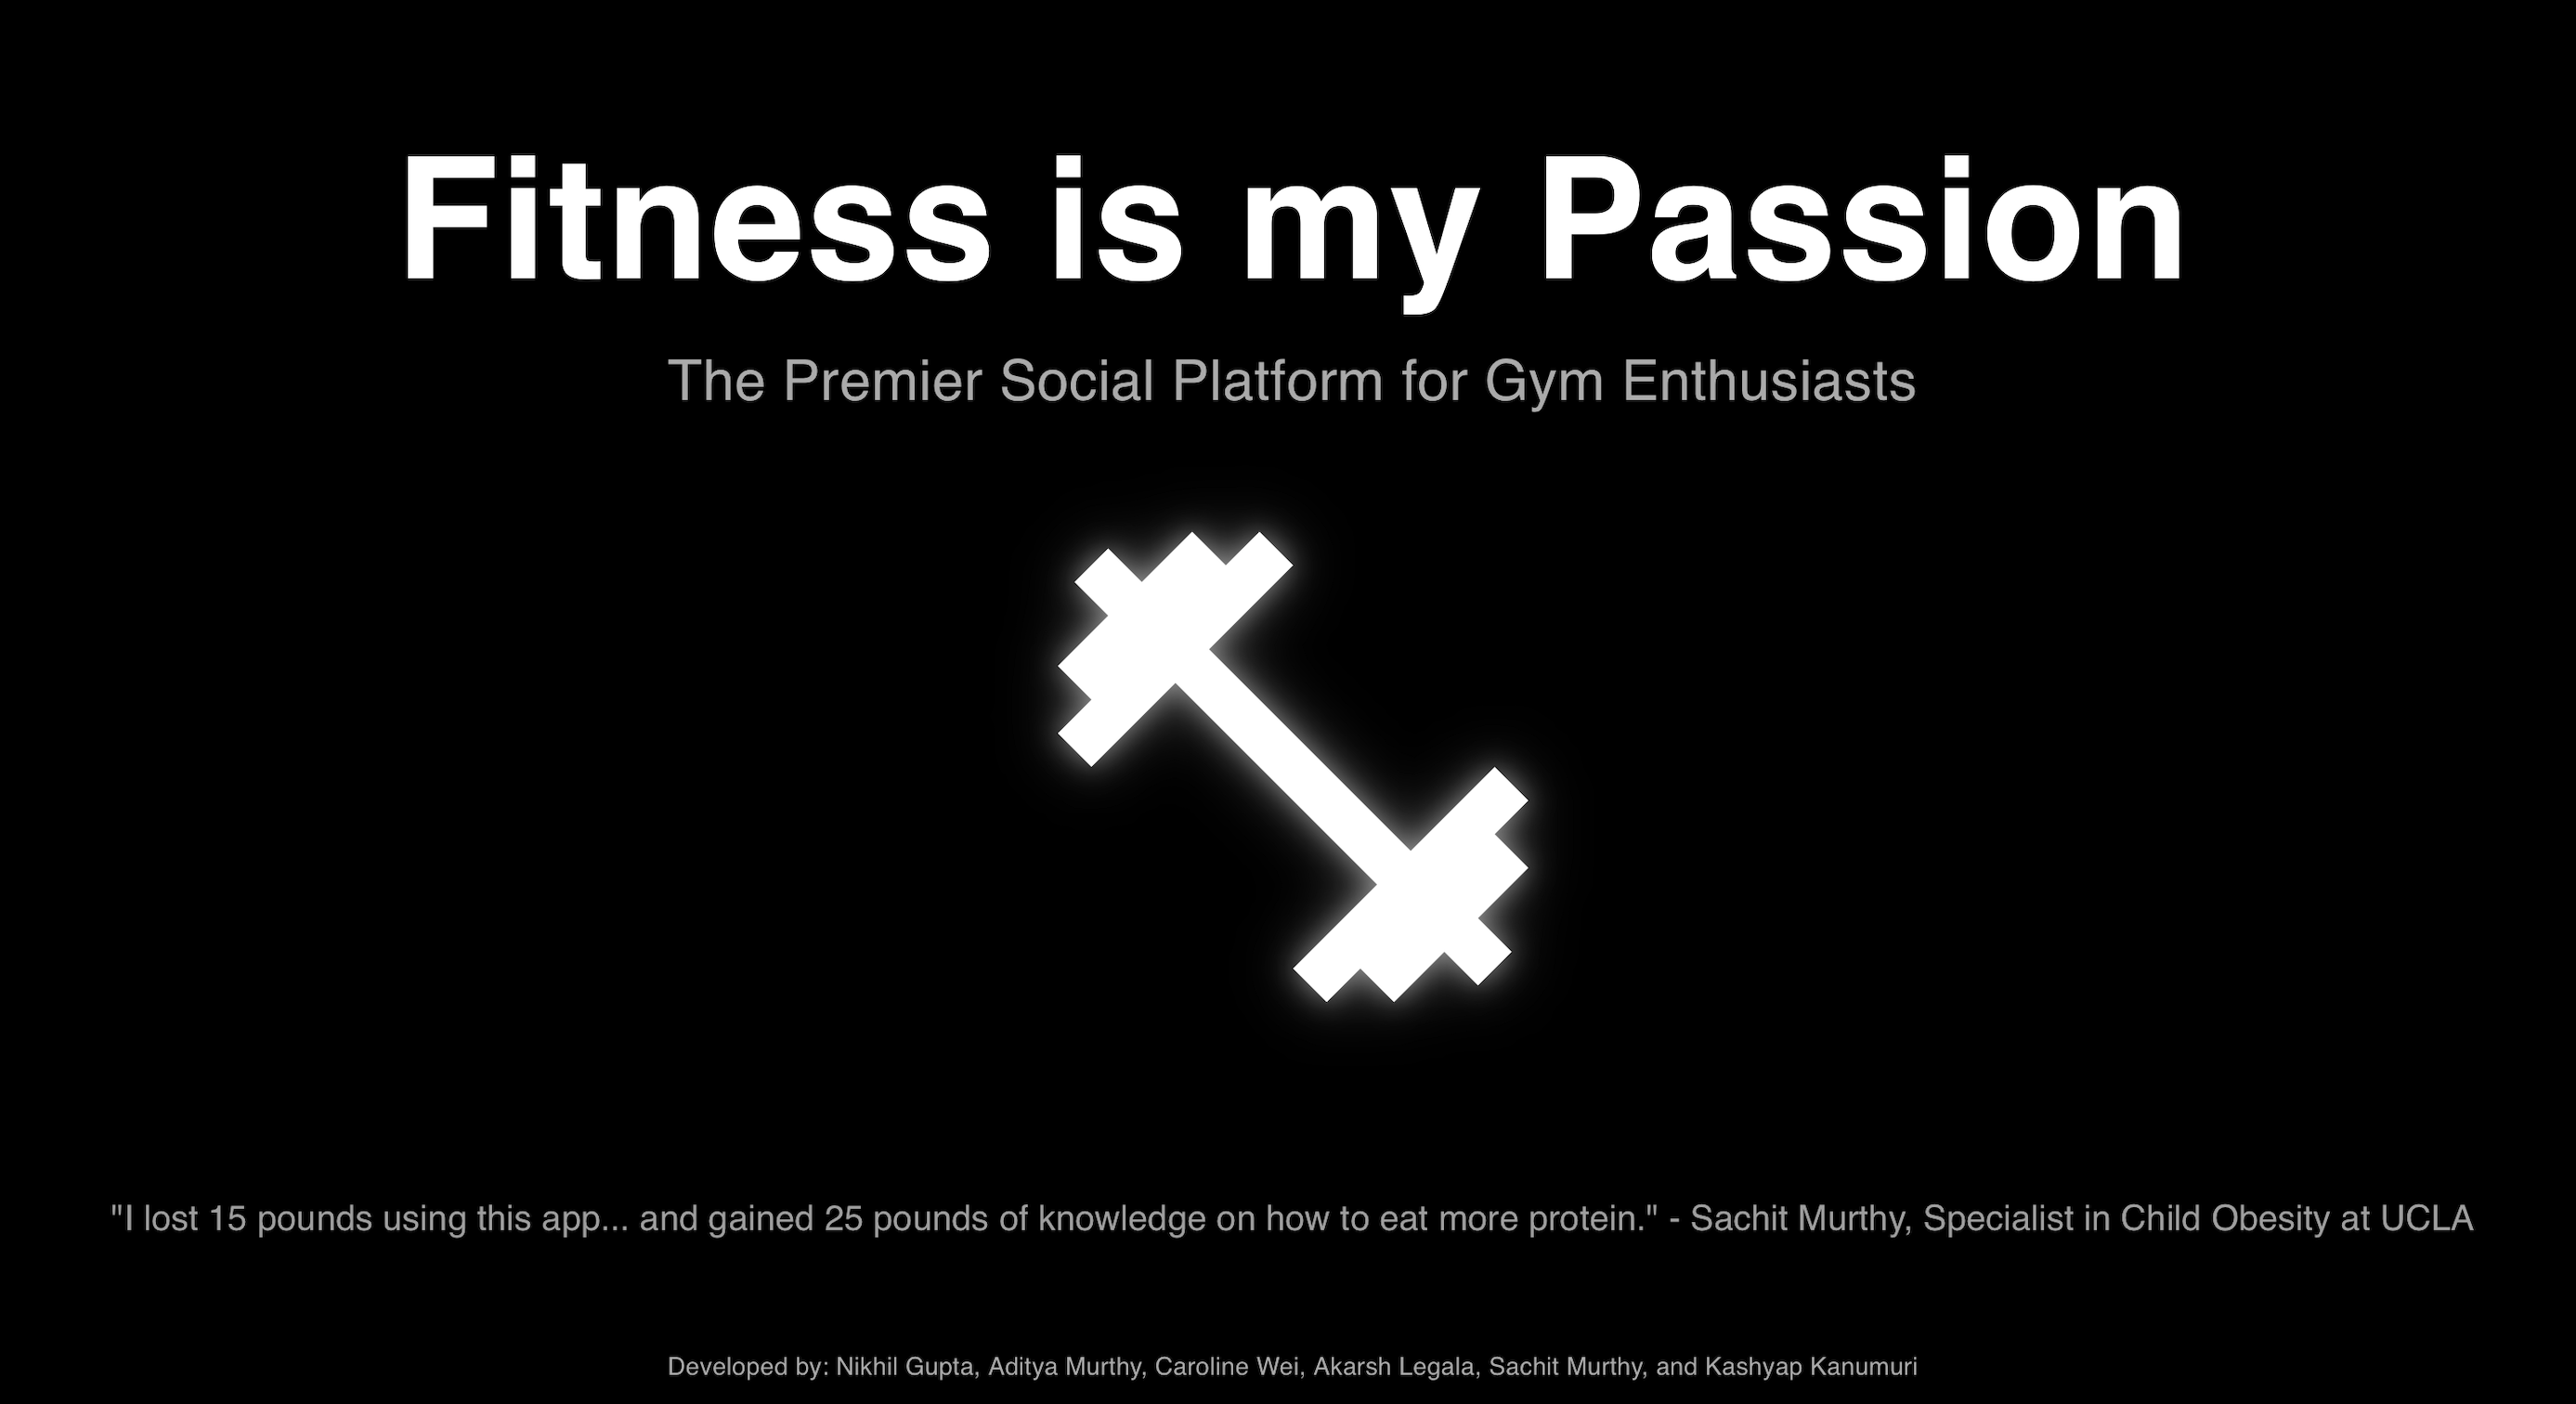 Fitness is my Passion
The Premier Social Platform for Gym Enthusiasts
"I lost 15 pounds using this app... and gained 25 pounds of knowledge on how to eat more protein." - Sachit Murthy, Specialist in Child Obesity at UCLA
Developed by: Nikhil Gupta, Aditya Murthy, Caroline Wei, Akarsh Legala, Sachit Murthy, and Kashyap Kanumuri